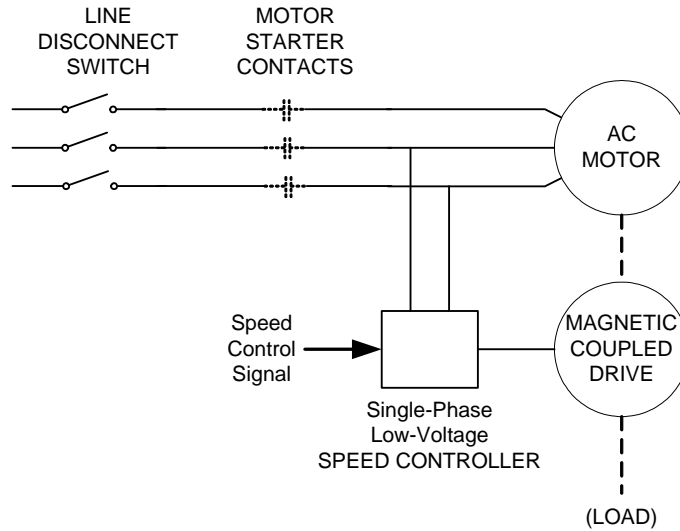 LINE
DISCONNECT
SWITCH
MOTOR
STARTER
CONTACTS
AC
MOTOR
Speed
Control
Signal
MAGNETIC
COUPLED
DRIVE
Single-Phase
Low-Voltage
SPEED CONTROLLER
(LOAD)